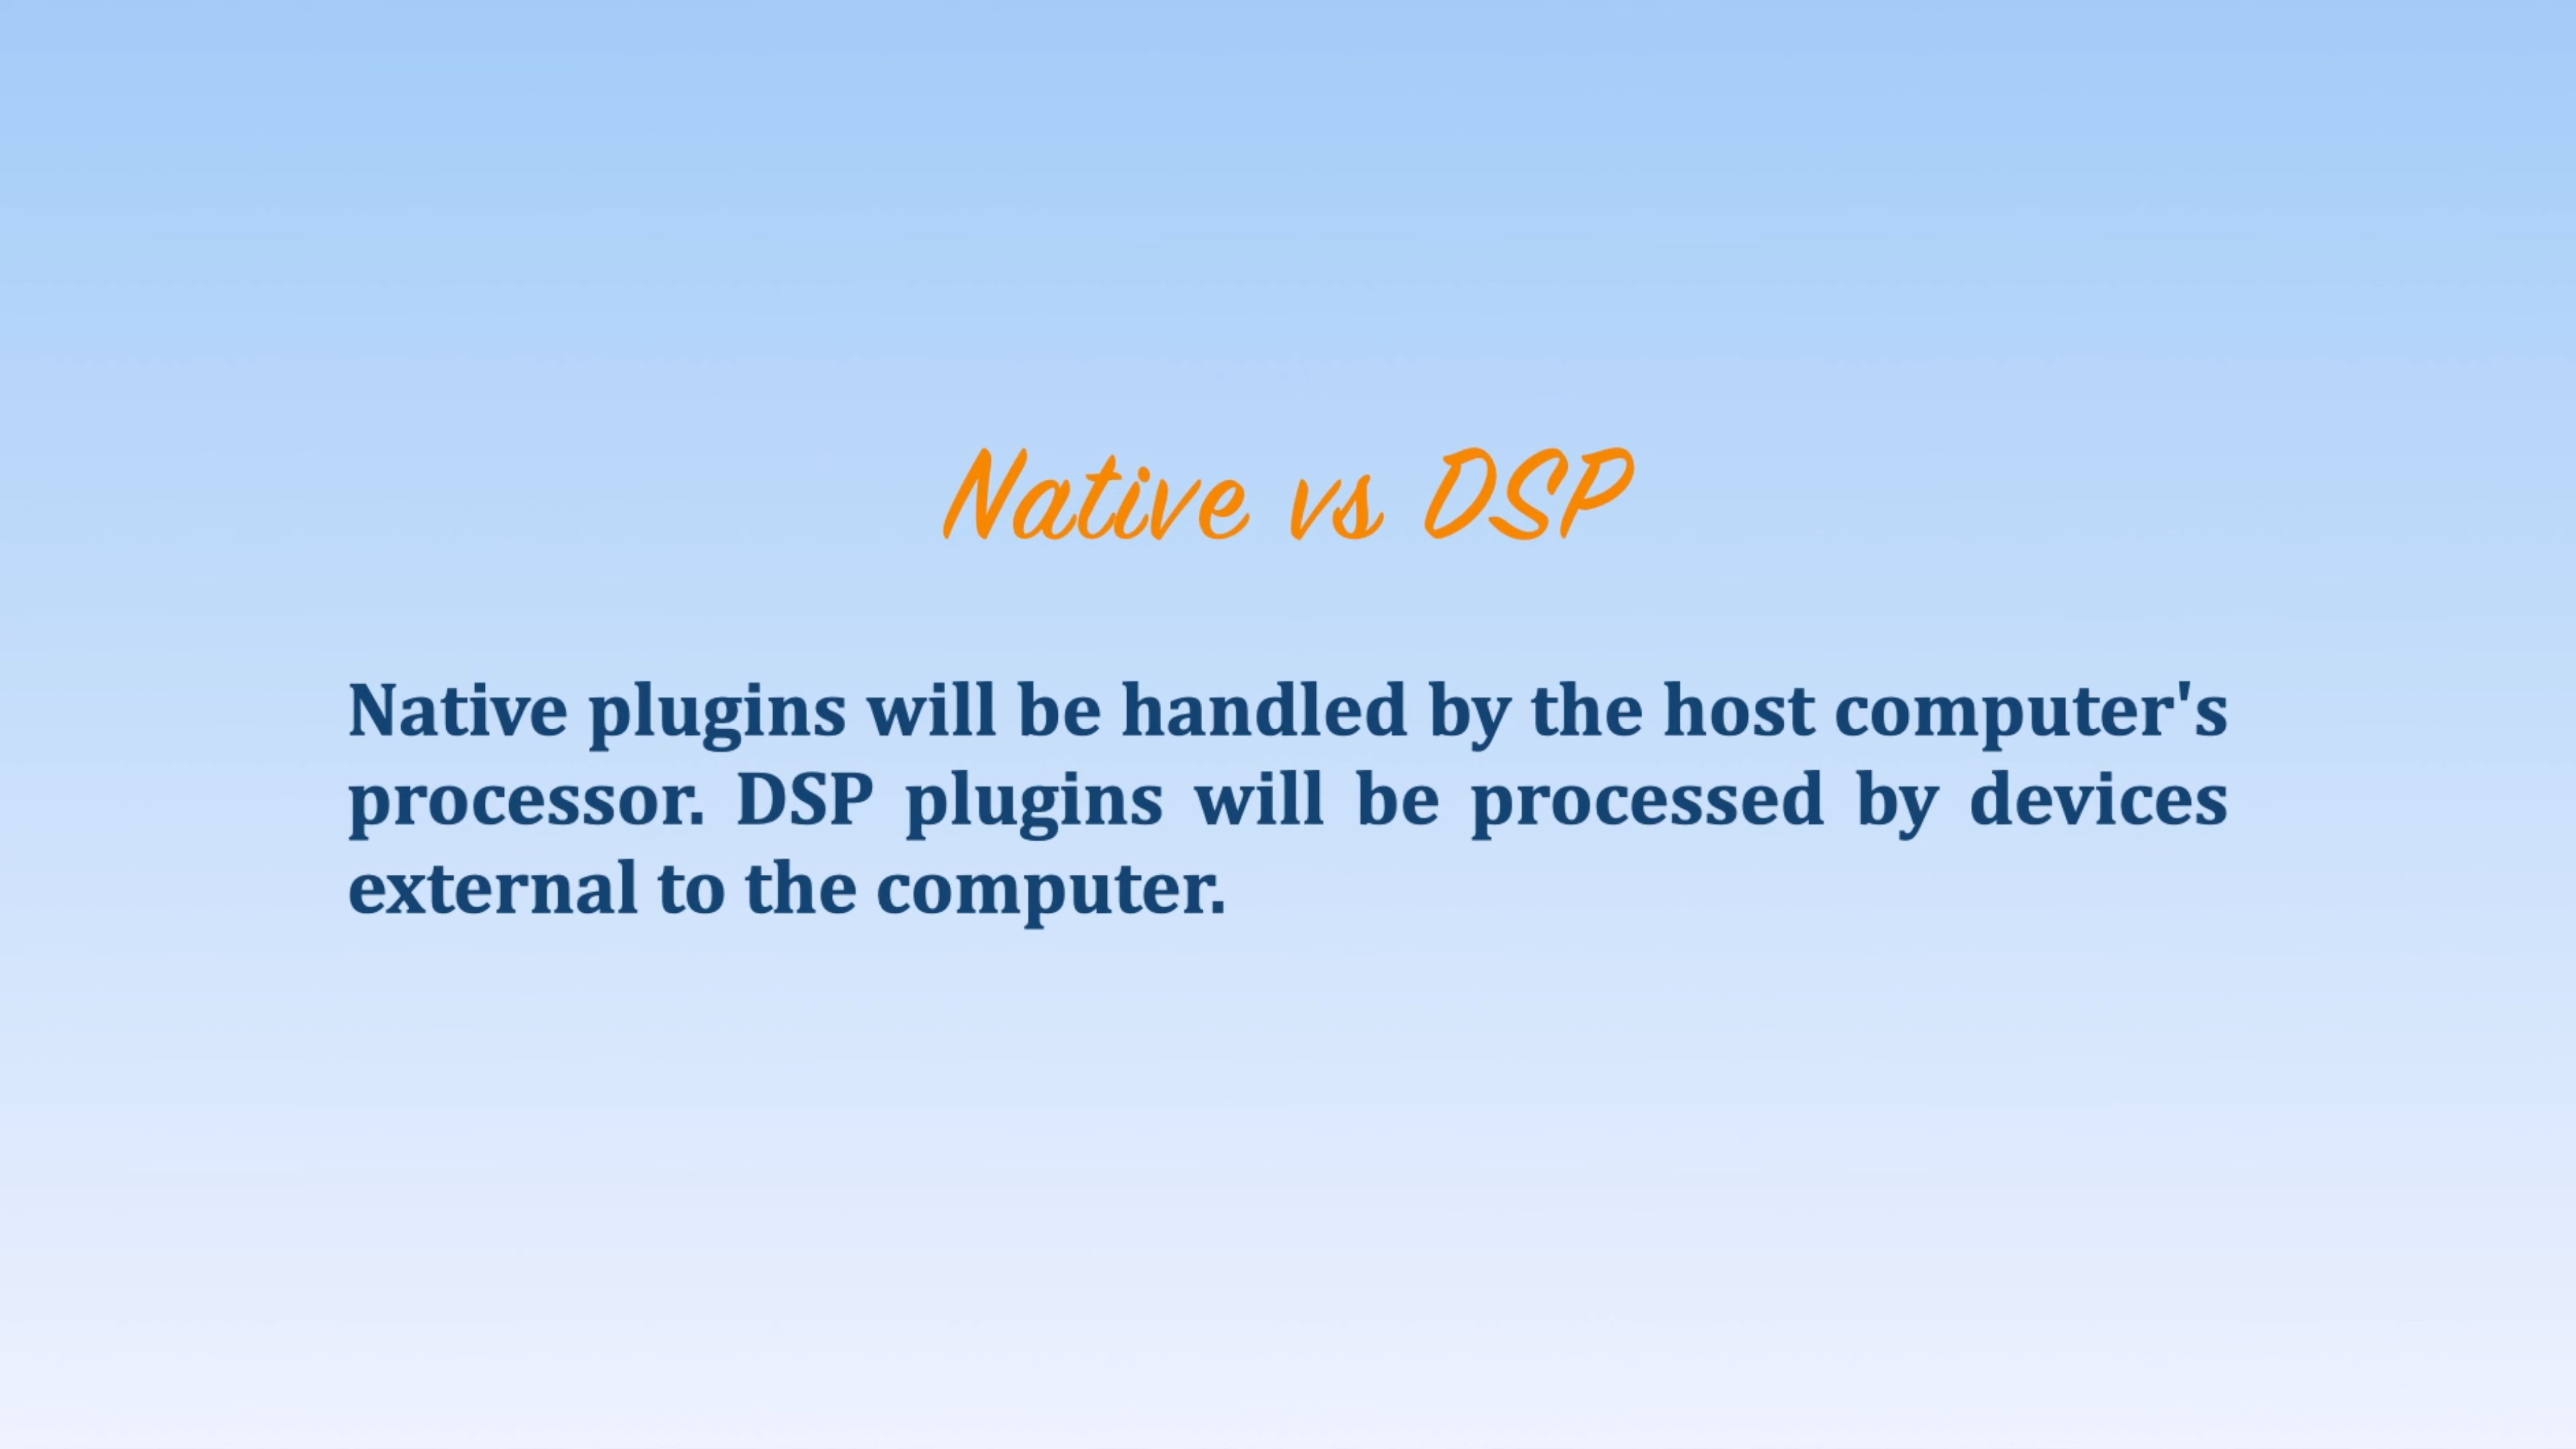 Native vs DSP
Native plugins will be handled by the host computer's
processor. DSP plugins will be processed by devices
external to the computer.